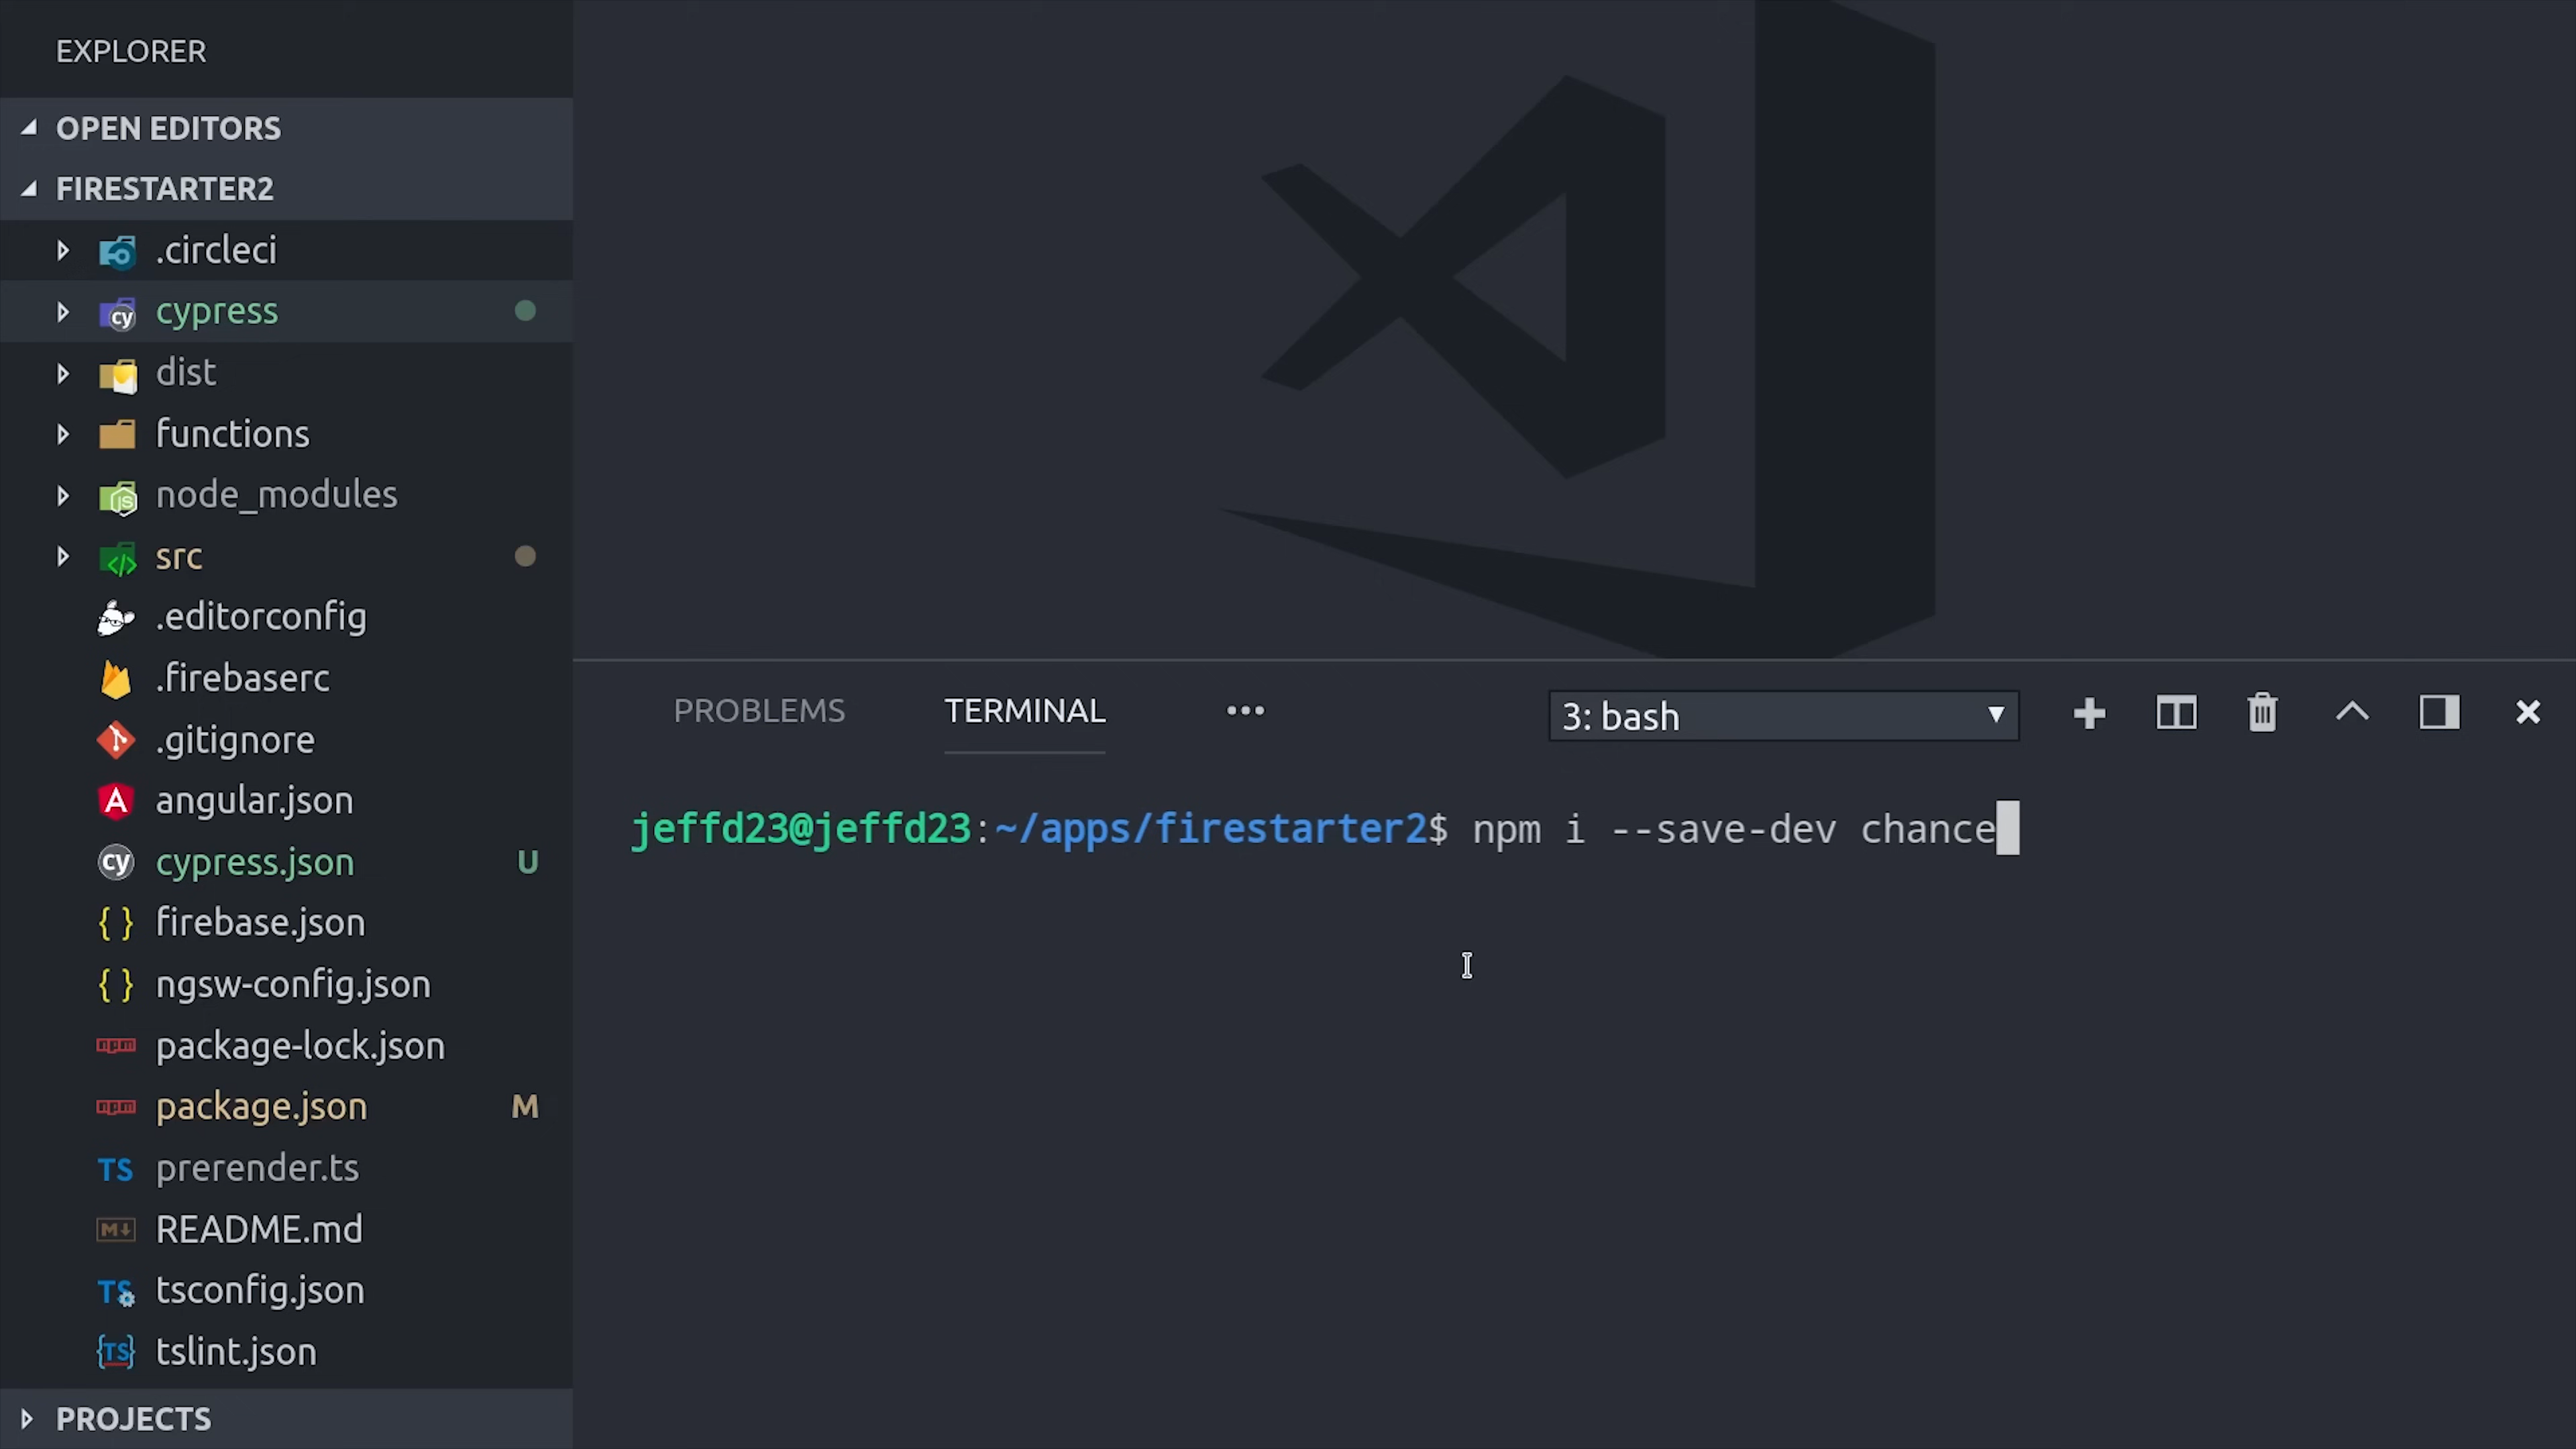 EXPLORER
OPEN EDITORS
FIRESTARTER2
.circleci
cypress
dist
functions
node_modules
src
.editorconfig
.firebaserc
.gitignore
angular.json
cypress.json U
firebase.json
ngsw-config.json
package-lock.json
package.json M
prerender.ts
README.md
tsconfig.json
tslint.json
PROJECTS
PROBLEMS TERMINAL ••• 3: bash
jeffd23@jeffd23:~/apps/firestarter2$ npm i --save-dev chance